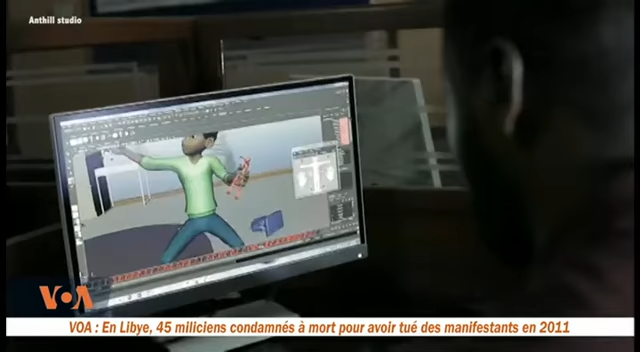 Anthill studio
VOA
VOA : En Libye, 45 miliciens condamnés à mort pour avoir tué des manifestants en 2011